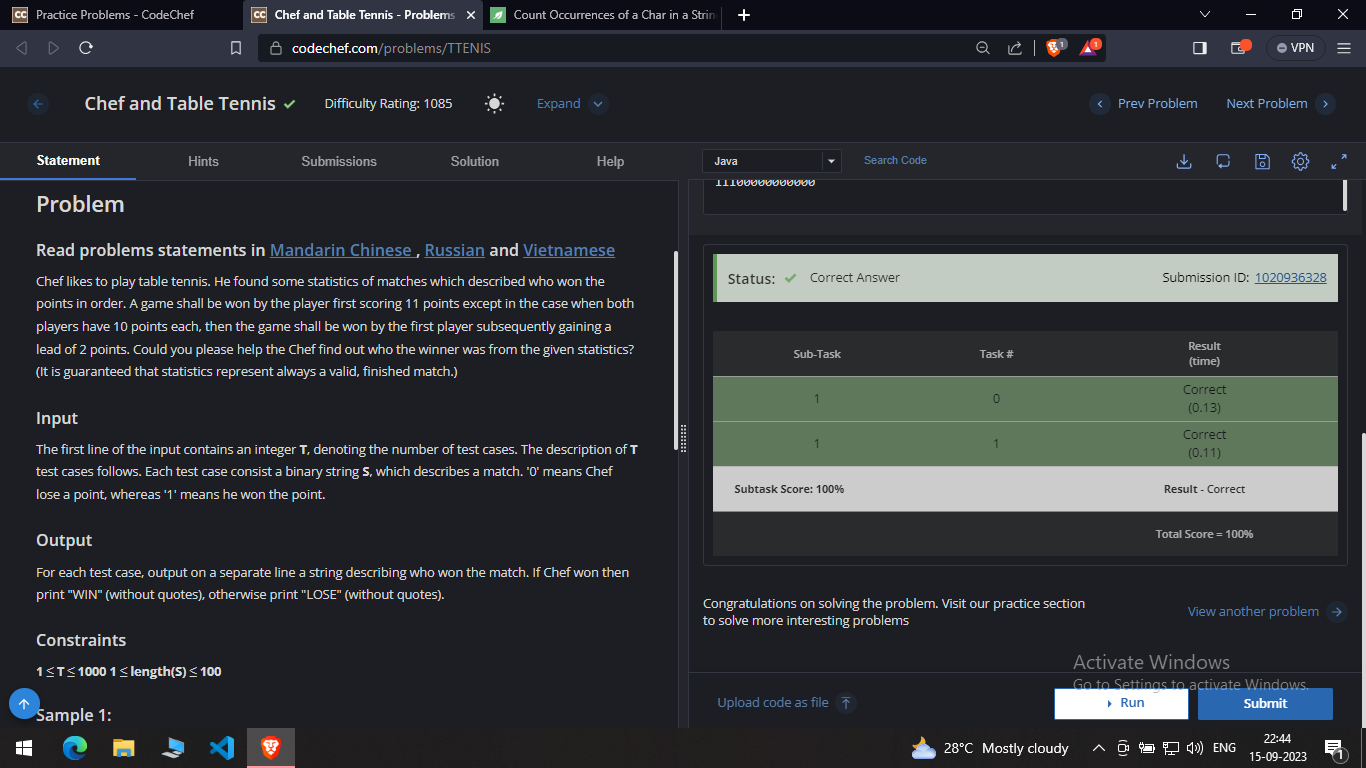 Practice Problems - CodeChef
Chef and Table Tennis - Problems
Count Occurrences of a Char in a Strin
codechef.com/problems/TTENIS
1
1
VPN
Chef and Table Tennis
Difficulty Rating: 1085
Expand
Prev Problem
Next Problem
Statement
Hints
Submissions
Solution
Help
Java
Search Code
Problem
Read problems statements in Mandarin Chinese , Russian and Vietnamese
Chef likes to play table tennis. He found some statistics of matches which described who won the
points in order. A game shall be won by the player first scoring 11 points except in the case when both
players have 10 points each, then the game shall be won by the first player subsequently gaining a
lead of 2 points. Could you please help the Chef find out who the winner was from the given statistics?
(It is guaranteed that statistics represent always a valid, finished match.)
Input
The first line of the input contains an integer T, denoting the number of test cases. The description of T
test cases follows. Each test case consist a binary string S, which describes a match. '0' means Chef
lose a point, whereas '1' means he won the point.
Output
For each test case, output on a separate line a string describing who won the match. If Chef won then
print "WIN" (without quotes), otherwise print "LOSE" (without quotes).
Constraints
1 ≤ T ≤ 1000 1 ≤ length(S) ≤ 100
Sample 1:
11100000000000
Status: Correct Answer
Submission ID: 1020936328
Sub-Task
Task #
Result
(time)
1
0
Correct
(0.13)
1
1
Correct
(0.11)
Subtask Score: 100%
Result - Correct
Total Score = 100%
Congratulations on solving the problem. Visit our practice section
to solve more interesting problems
View another problem
Activate Windows
Go to Settings to activate Windows.
Upload code as file
Run
Submit
28°C Mostly cloudy
ENG
22:44
15-09-2023
1